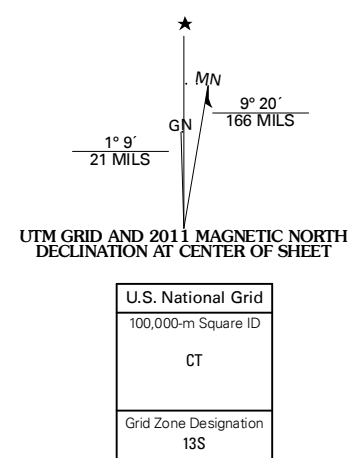 MN
9° 20´
166 MILS
GN
1° 9´
21 MILS
UTM GRID AND 2011 MAGNETIC NORTH
DECLINATION AT CENTER OF SHEET
U.S. National Grid
100,000-m Square ID
CT
Grid Zone Designation
13S